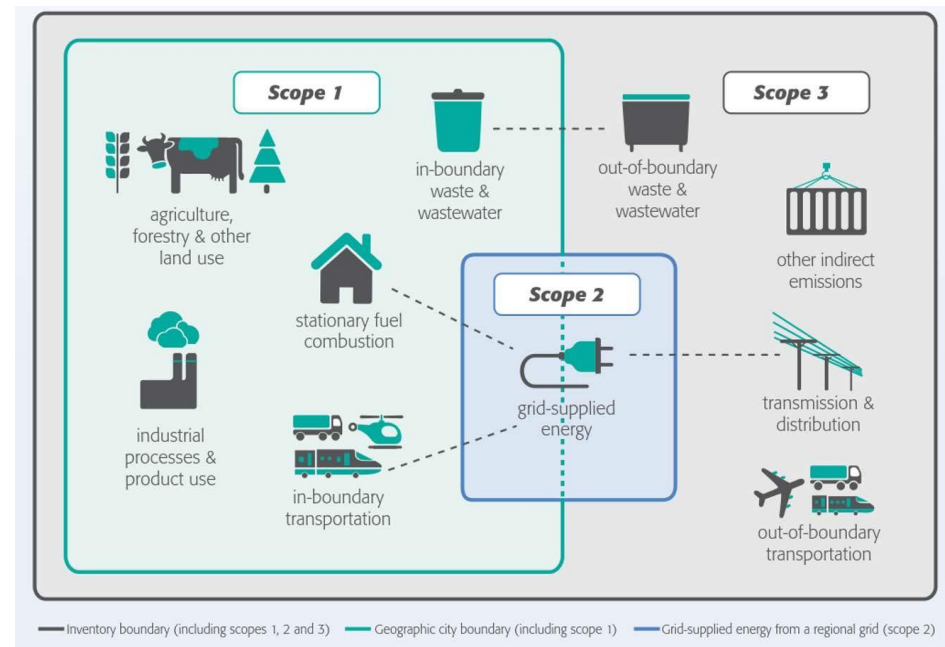 Scope 1
Scope 3
in-boundary
waste &
wastewater
out-of-boundary
waste &
wastewater
agriculture,
forestry & other
land use
other indirect
emissions
Scope 2
stationary fuel
combustion
grid-supplied
energy
transmission &
distribution
industrial
processes &
product use
in-boundary
transportation
out-of-boundary
transportation
Inventory boundary (including scopes 1, 2 and 3)
Geographic city boundary (including scope 1)
Grid-supplied energy from a regional grid (scope 2)